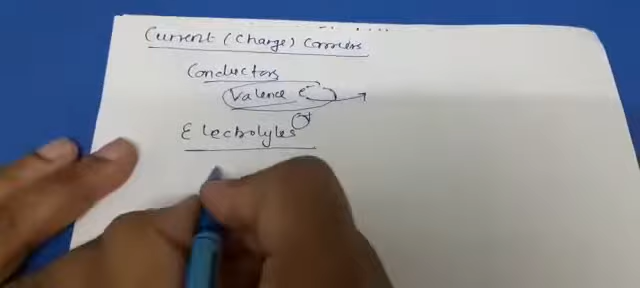 Current (Charge) Carriers
Conductors
Valence e⁻
Electrolytes